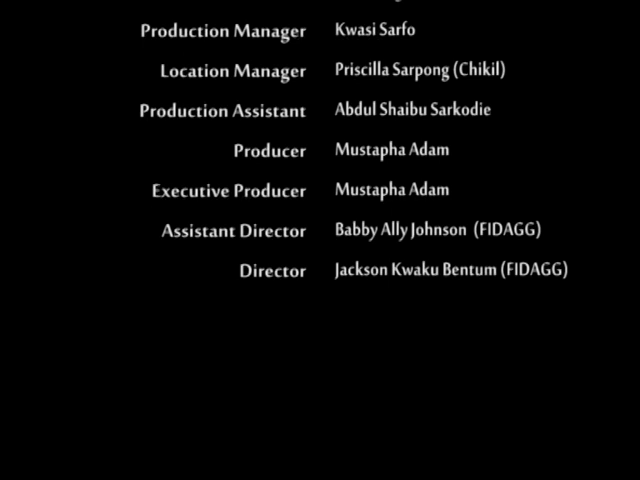 Production Manager Kwasi Sarfo
Location Manager Priscilla Sarpong (Chikil)
Production Assistant Abdul Shaibu Sarkodie
Producer Mustapha Adam
Executive Producer Mustapha Adam
Assistant Director Babby Ally Johnson (FIDAGG)
Director Jackson Kwaku Bentum (FIDAGG)